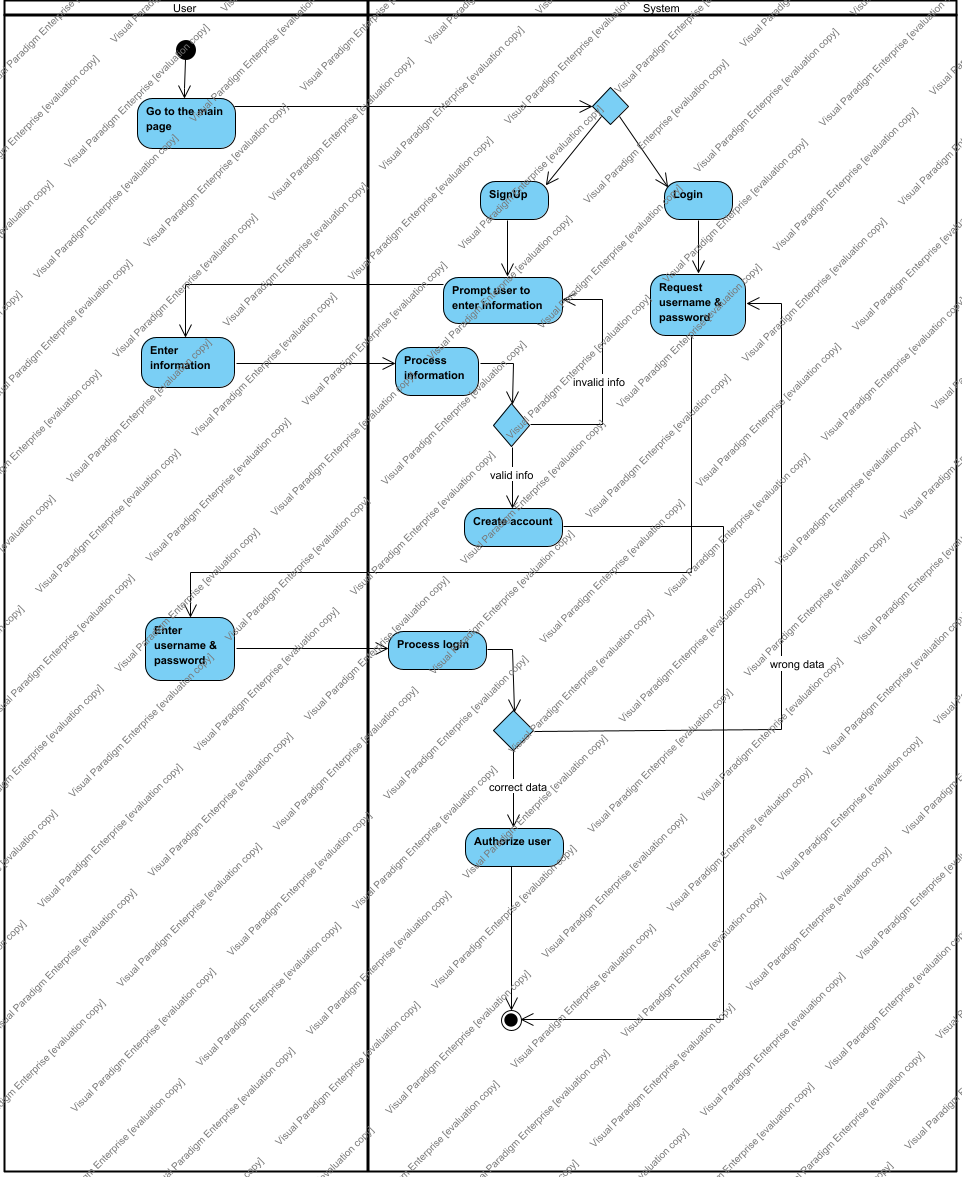 User
System
Go to the main
page
SignUp
Login
Prompt user to
enter information
Request
username &
password
Enter
information
Process
information
invalid info
valid info
Create account
Enter
username &
password
Process login
wrong data
correct data
Authorize user
Visual Paradigm Enterprise [evaluation copy]